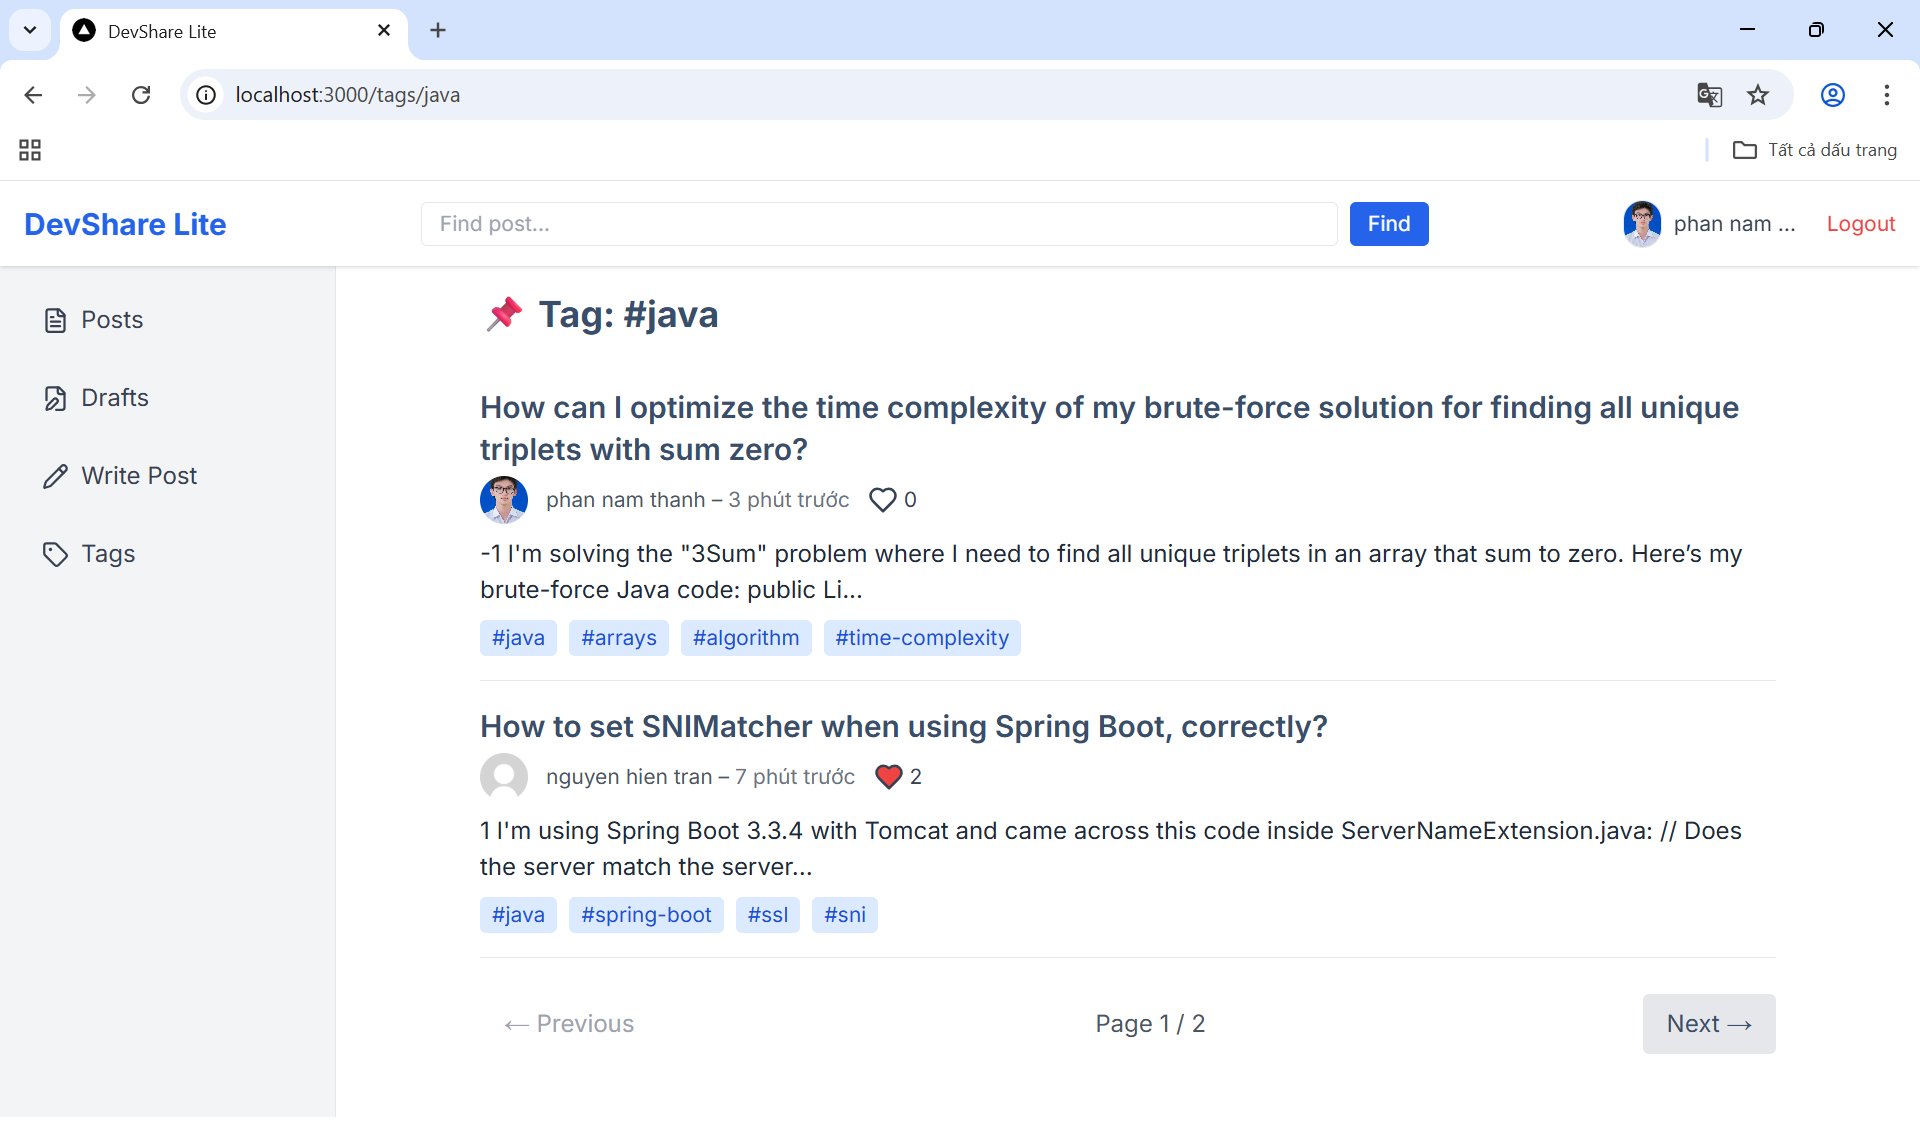 DevShare Lite
localhost:3000/tags/java
Tất cả dấu trang
DevShare Lite
Find post...
Find
phan nam ...
Logout
Posts
Drafts
Write Post
Tags
Tag: #java
How can I optimize the time complexity of my brute-force solution for finding all unique
triplets with sum zero?
phan nam thanh – 3 phút trước 0
-1 I'm solving the "3Sum" problem where I need to find all unique triplets in an array that sum to zero. Here’s my
brute-force Java code: public Li...
#java #arrays #algorithm #time-complexity
How to set SNIMatcher when using Spring Boot, correctly?
nguyen hien tran – 7 phút trước 2
1 I'm using Spring Boot 3.3.4 with Tomcat and came across this code inside ServerNameExtension.java: // Does
the server match the server...
#java #spring-boot #ssl #sni
← Previous
Page 1 / 2
Next →